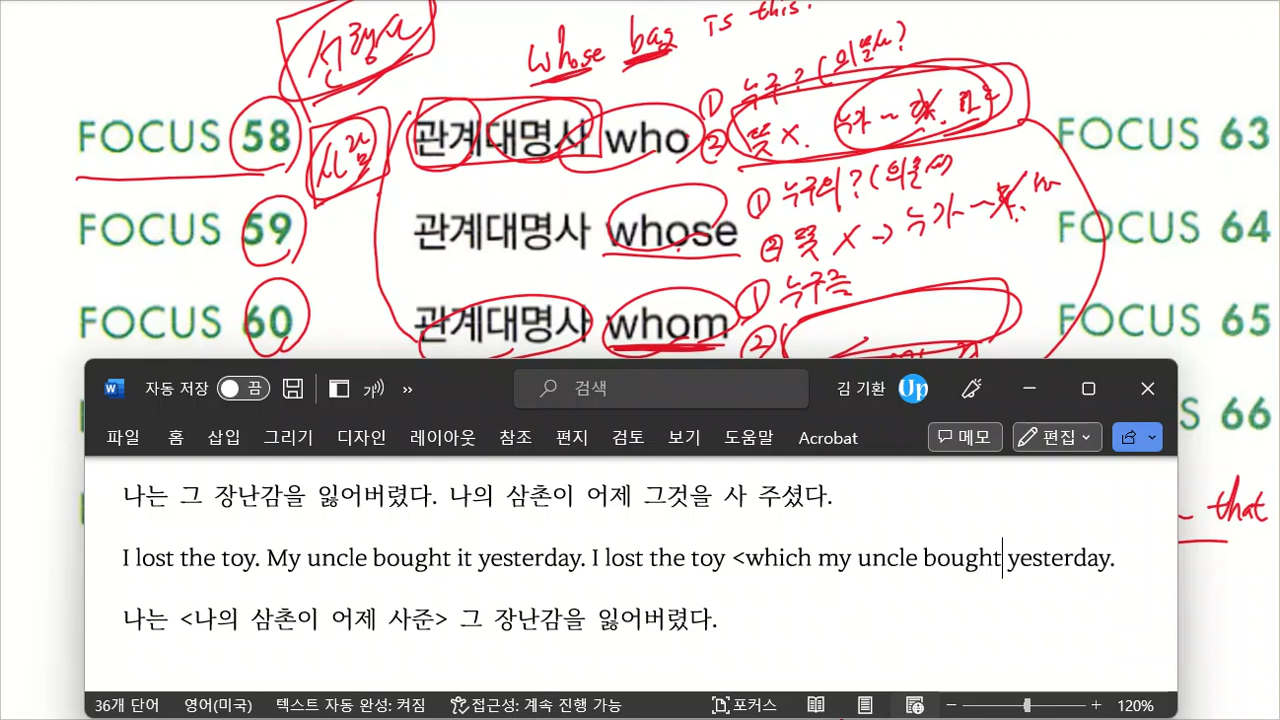 선행사
whose bag is this.
FOCUS 58 사람 관계대명사 who ① 누구? (의문사?
② 뜻 X.
FOCUS 63
FOCUS 59 관계대명사 whose ① 누구의? (의문사
② 뜻 X → 누가~
FOCUS 64
FOCUS 60 관계대명사 whom ① 누구를
②
FOCUS 65
자동 저장 끔 가 » 검색 김 기환 Up
파일 홈 삽입 그리기 디자인 레이아웃 참조 편지 검토 보기 도움말 Acrobat 메모 편집
S 66
나는 그 장난감을 잃어버렸다. 나의 삼촌이 어제 그것을 사 주셨다.
that
I lost the toy. My uncle bought it yesterday. I lost the toy <which my uncle bought yesterday.
나는 <나의 삼촌이 어제 사준> 그 장난감을 잃어버렸다.
36개 단어 영어(미국) 텍스트 자동 완성: 켜짐 접근성: 계속 진행 가능 포커스 120%